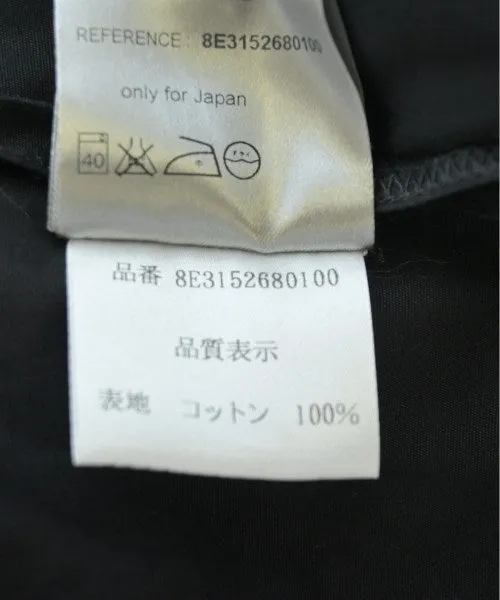 REFERENCE : 8E3152680100
only for Japan
40
品番 8E3152680100
品質表示
表地 コットン 100%